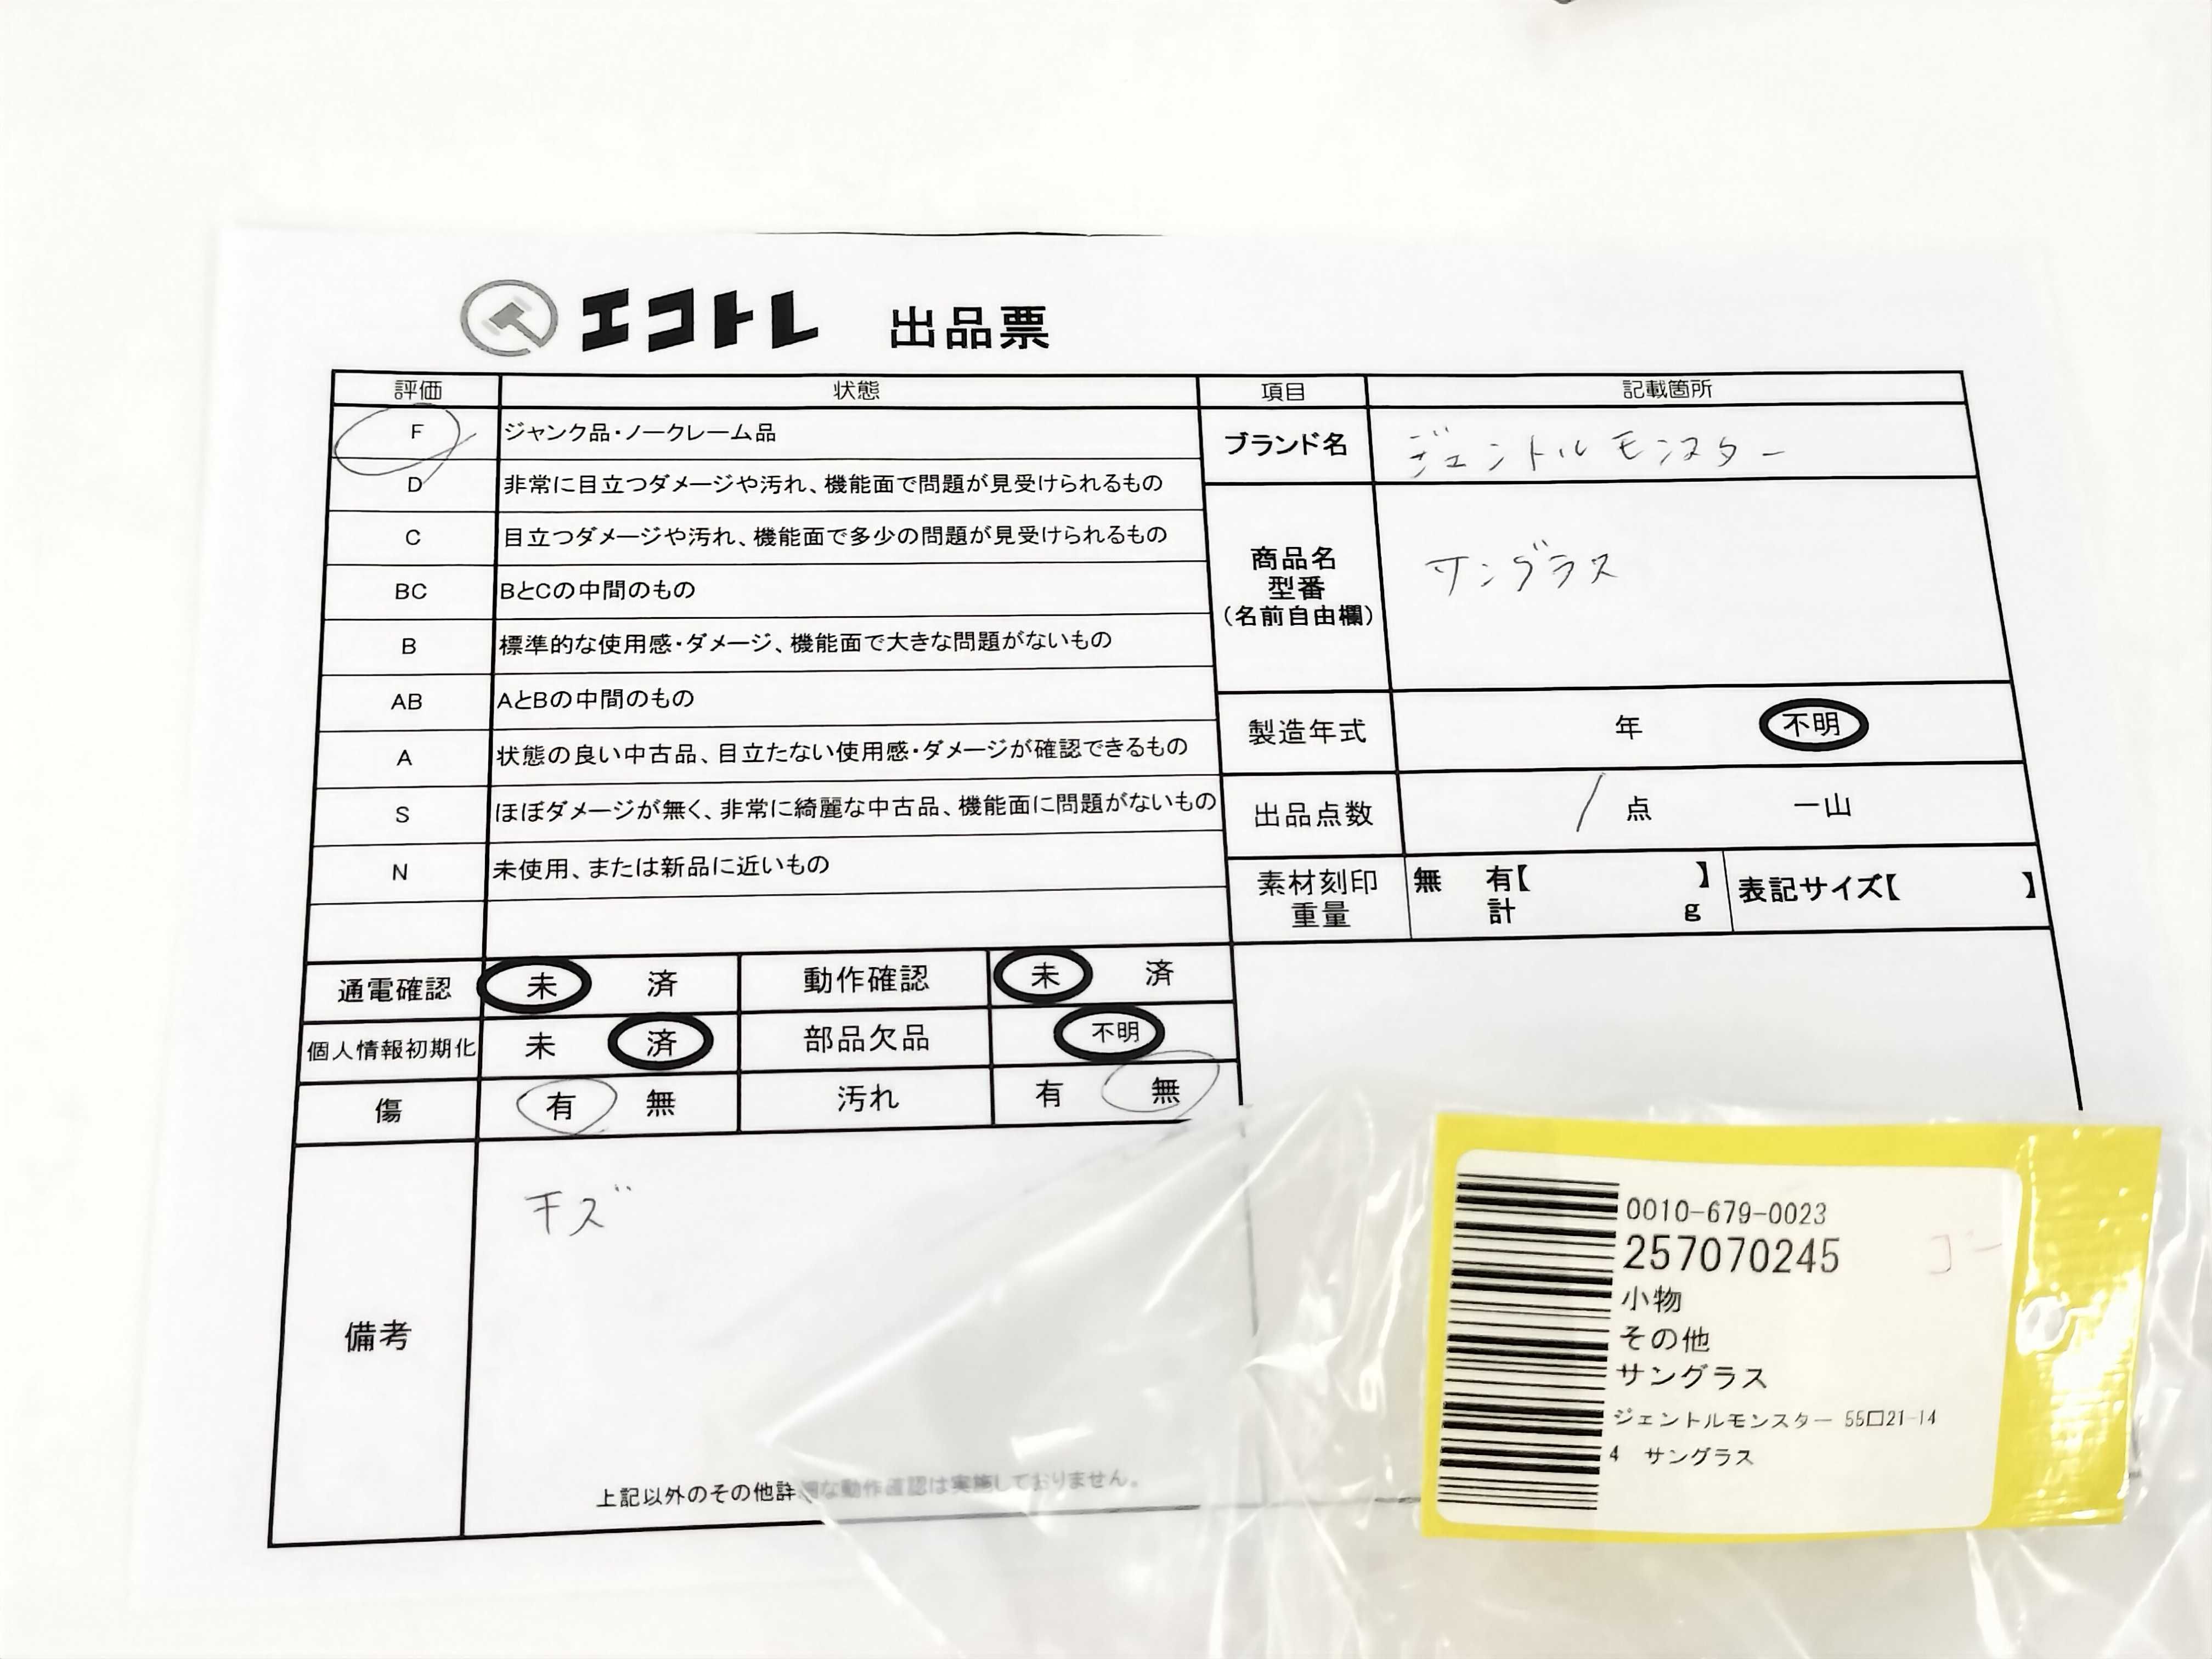 エコトレ 出品票
評価 状態 項目 記載箇所
F ジャンク品・ノークレーム品
D 非常に目立つダメージや汚れ、機能面で問題が見受けられるもの
C 目立つダメージや汚れ、機能面で多少の問題が見受けられるもの
BC BとCの中間のもの
B 標準的な使用感・ダメージ、機能面で大きな問題がないもの
AB AとBの中間のもの
A 状態の良い中古品、目立たない使用感・ダメージが確認できるもの
S ほぼダメージが無く、非常に綺麗な中古品、機能面に問題がないもの
N 未使用、または新品に近いもの
ブランド名 ジェントルモンスター
商品名
型番
(名前自由欄)
サングラス
製造年式 年 不明
出品点数 / 点 一山
素材刻印 無 有【 】 表記サイズ【 】
重量 計 g
通電確認 未 済 動作確認 未 済
個人情報初期化 未 済 部品欠品 不明
傷 有 無 汚れ 有 無
備考 キズ
上記以外のその他詳細な動作確認は実施しておりません。
0010-679-0023
257070245
小物
その他
サングラス
ジェントルモンスター 55口21-14
4 サングラス